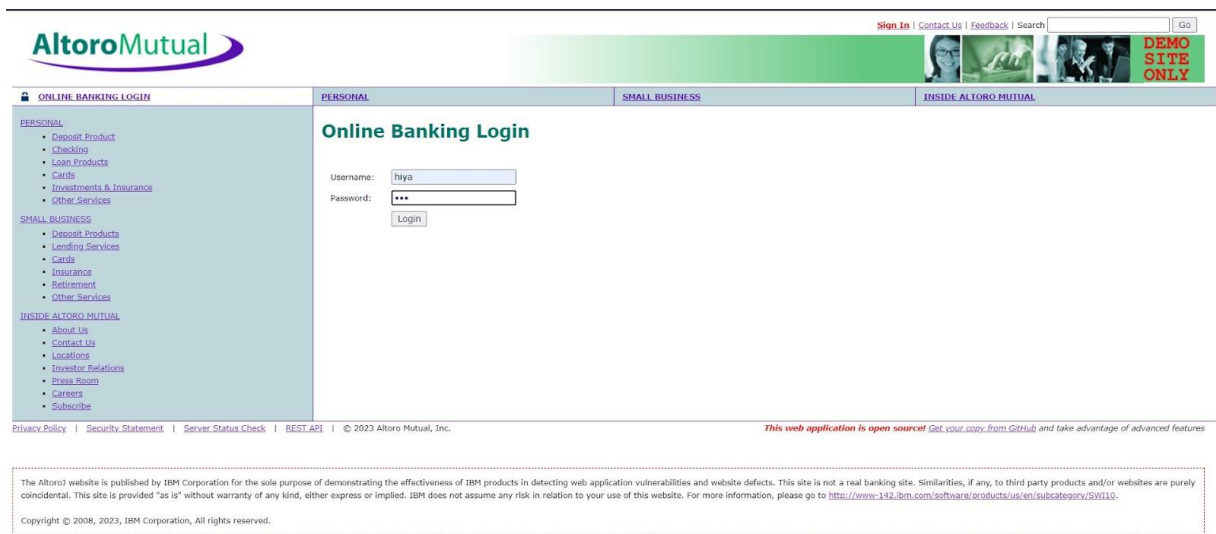 Sign In | Contact Us | Feedback | Search Go
AltoroMutual
DEMO
SITE
ONLY
ONLINE BANKING LOGIN
PERSONAL
SMALL BUSINESS
INSIDE ALTORO MUTUAL
PERSONAL
• Deposit Product
• Checking
• Loan Products
• Cards
• Investments & Insurance
• Other Services
SMALL BUSINESS
• Deposit Products
• Lending Services
• Cards
• Insurance
• Retirement
• Other Services
INSIDE ALTORO MUTUAL
• About Us
• Contact Us
• Locations
• Investor Relations
• Press Room
• Careers
• Subscribe
Online Banking Login
Username: hiya
Password: •••
Login
Privacy Policy | Security Statement | Server Status Check | REST API | © 2023 Altoro Mutual, Inc.
This web application is open source! Get your copy from GitHub and take advantage of advanced features
The AltoroJ website is published by IBM Corporation for the sole purpose of demonstrating the effectiveness of IBM products in detecting web application vulnerabilities and website defects. This site is not a real banking site. Similarities, if any, to third party products and/or websites are purely
coincidental. This site is provided "as is" without warranty of any kind, either express or implied. IBM does not assume any risk in relation to your use of this website. For more information, please go to http://www-142.ibm.com/software/products/us/en/subcategory/SWI10.
Copyright © 2008, 2023, IBM Corporation, All rights reserved.